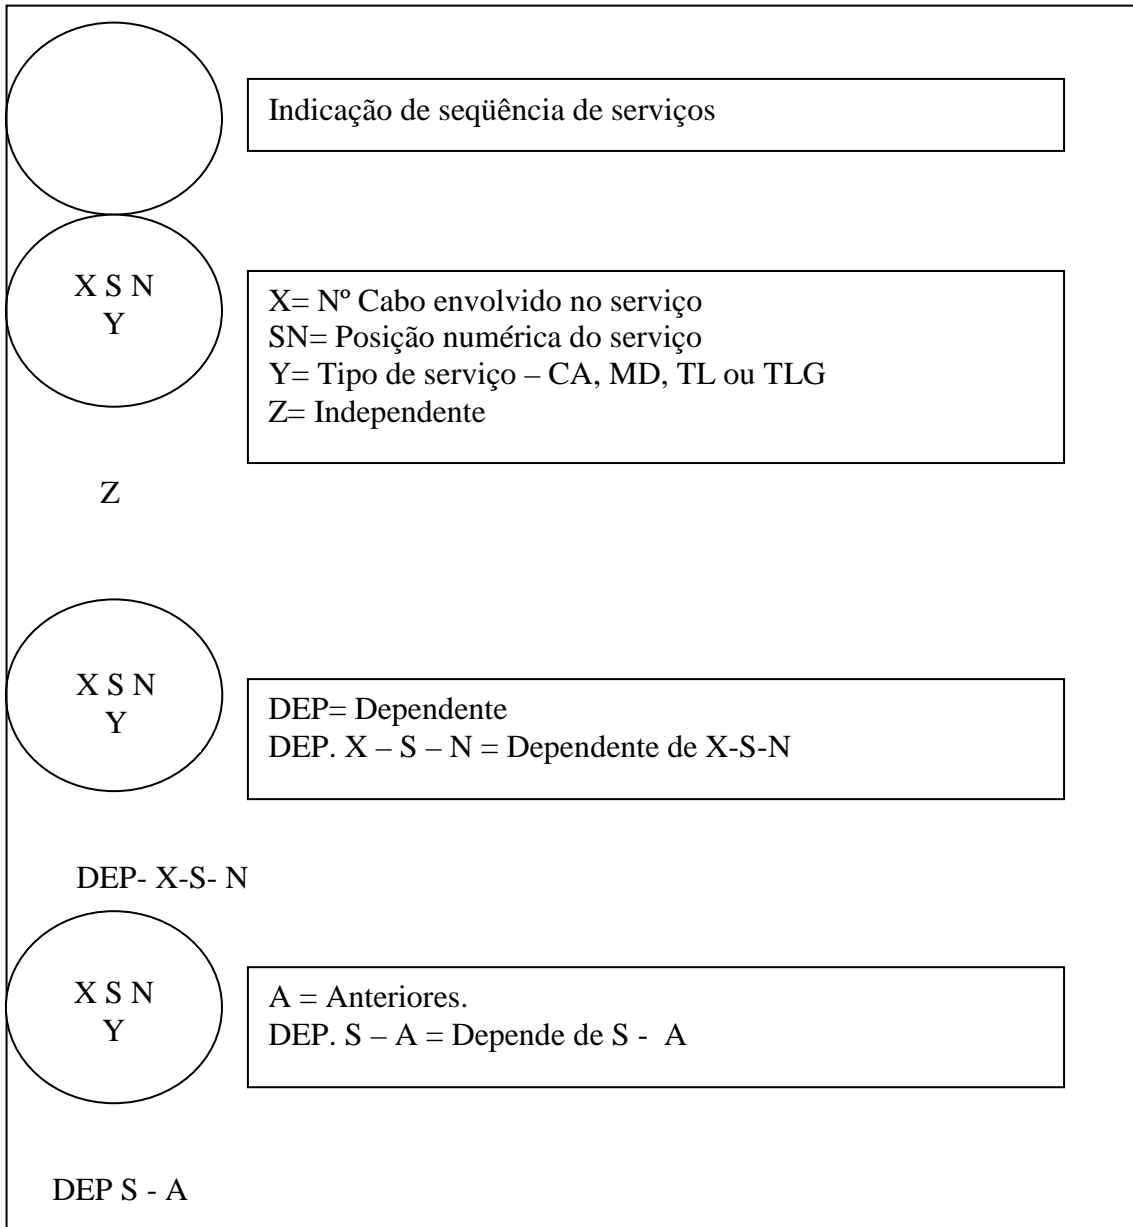 Indicação de seqüência de serviços
X S N
Y
X= Nº Cabo envolvido no serviço
SN= Posição numérica do serviço
Y= Tipo de serviço – CA, MD, TL ou TLG
Z= Independente
Z
X S N
Y
DEP= Dependente
DEP. X – S – N = Dependente de X-S-N
DEP- X-S- N
X S N
Y
A = Anteriores.
DEP. S – A = Depende de S - A
DEP S - A